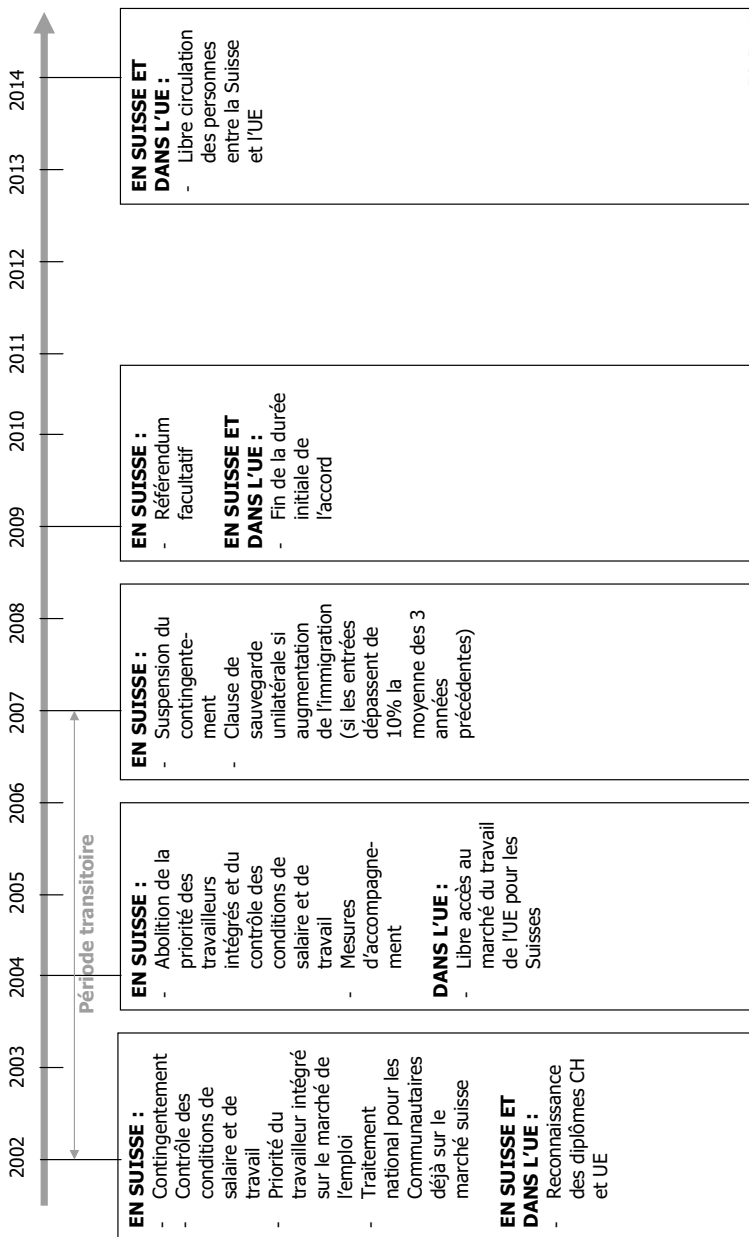 2002
2003
2004
2005
2006
2007
2008
2009
2010
2011
2012
2013
2014
Période transitoire
EN SUISSE :
- Contingentement
- Contrôle des
conditions de
salaire et de
travail
- Priorité du
travailleur intégré
sur le marché de
l'emploi
- Traitement
national pour les
Communautaires
déjà sur le
marché suisse
EN SUISSE ET
DANS L'UE :
- Reconnaissance
des diplômes CH
et UE
EN SUISSE :
- Abolition de la
priorité des
travailleurs
intégrés et du
contrôle des
conditions de
salaire et de
travail
- Mesures
d'accompagne-
ment
DANS L'UE :
- Libre accès au
marché du travail
de l'UE pour les
Suisses
EN SUISSE :
- Suspension du
contingente-
ment
- Clause de
sauvegarde
unilatérale si
augmentation
de l'immigration
(si les entrées
dépassent de
10% la
moyenne des 3
années
précédentes)
EN SUISSE :
- Référendum
facultatif
EN SUISSE ET
DANS L'UE :
- Fin de la durée
initiale de
l'accord
EN SUISSE ET
DANS L'UE :
- Libre circulation
des personnes
entre la Suisse
et l'UE